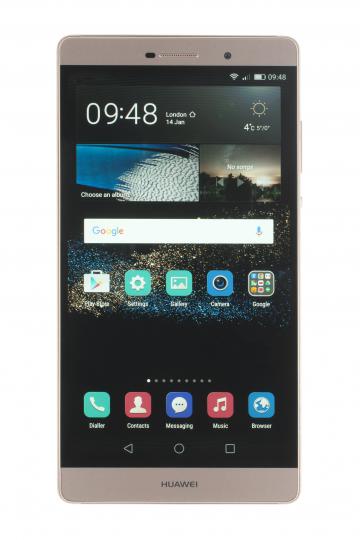 09:48
09:48
London
14 Jan
4°c 5°/0°
Choose an album
No songs
Google
Play Store
Settings
Gallery
Camera
Google
Dialler
Contacts
Messaging
Music
Browser
HUAWEI